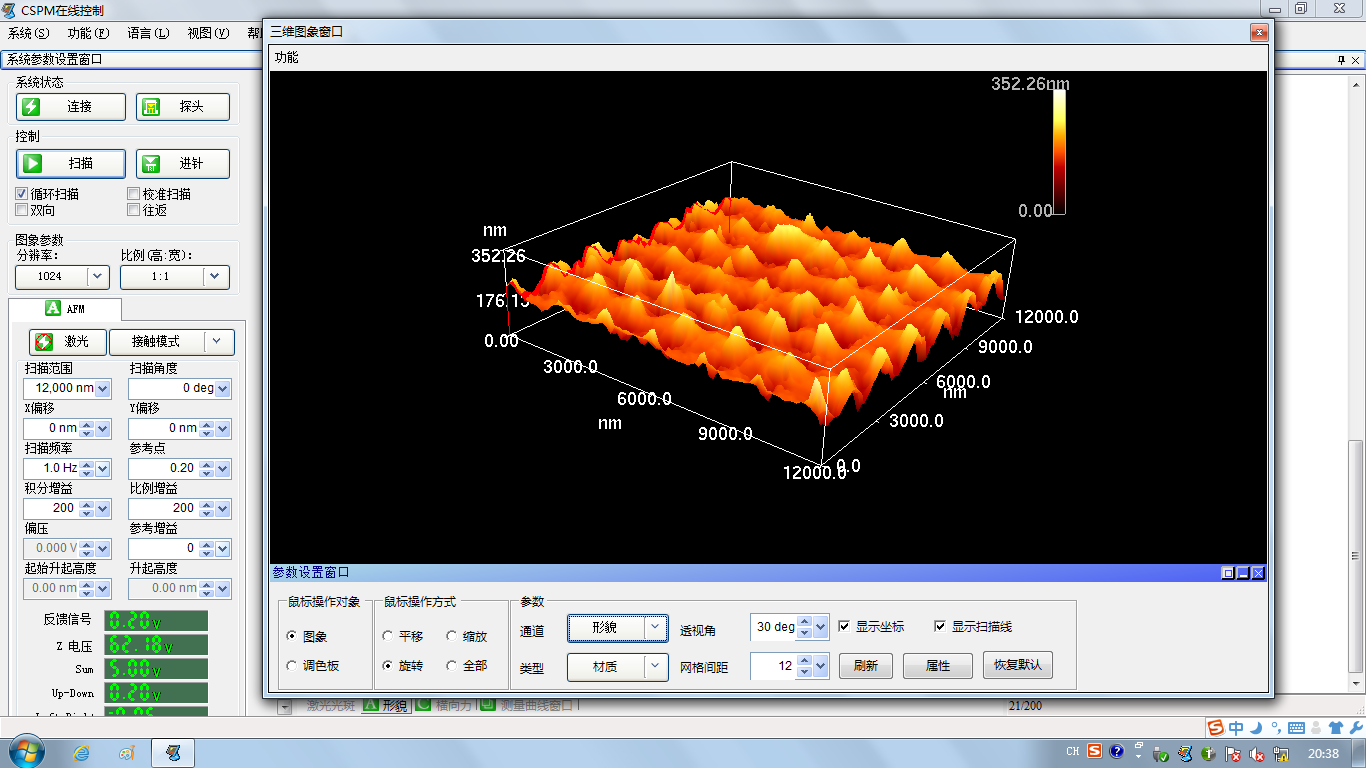 CSPM在线控制
系统(S) 功能(F) 语言(L) 视图(V) 帮
系统参数设置窗口
系统状态
连接 探头
控制
扫描 进针
循环扫描 校准扫描
双向 往返
图象参数
分辨率: 比例(高:宽):
1024 1:1
AFM
激光 接触模式
扫描范围 扫描角度
12,000 nm 0 deg
X偏移 Y偏移
0 nm 0 nm
扫描频率 参考点
1.0 Hz 0.20
积分增益 比例增益
200 200
偏压 参考增益
0.000 V 0
起始升起高度 升起高度
0.00 nm 0.00 nm
反馈信号 0.20 V
Z 电压 62.18 V
Sum 5.00 V
Up-Down 0.20 V
三维图象窗口
功能
352.26nm
0.00
nm
352.26
176.13
0.00
3000.0
6000.0
nm
9000.0
12000.0
0.0
3000.0
6000.0
nm
9000.0
12000.0
参数设置窗口
鼠标操作对象 鼠标操作方式 参数
图象 平移 缩放 通道 形貌 透视角 30 deg 显示坐标 显示扫描线
调色板 旋转 全部 类型 材质 网格间距 12 刷新 属性 恢复默认
激光光斑 形貌 横向力 测量曲线窗口
21/200
中
CH
20:38